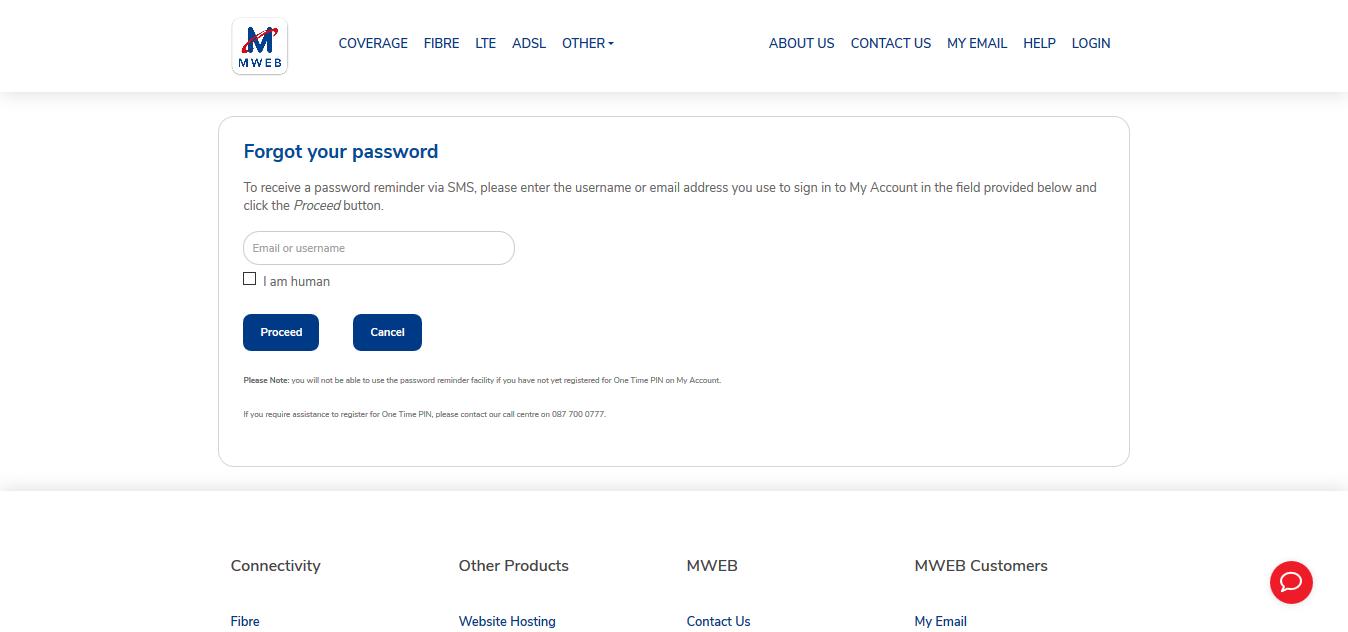 MWEB
COVERAGE FIBRE LTE ADSL OTHER ABOUT US CONTACT US MY EMAIL HELP LOGIN
Forgot your password
To receive a password reminder via SMS, please enter the username or email address you use to sign in to My Account in the field provided below and
click the Proceed button.
Email or username
I am human
Proceed Cancel
Please Note: you will not be able to use the password reminder facility if you have not yet registered for One Time PIN on My Account.
If you require assistance to register for One Time PIN, please contact our call centre on 087 700 0777.
Connectivity Other Products MWEB MWEB Customers
Fibre Website Hosting Contact Us My Email